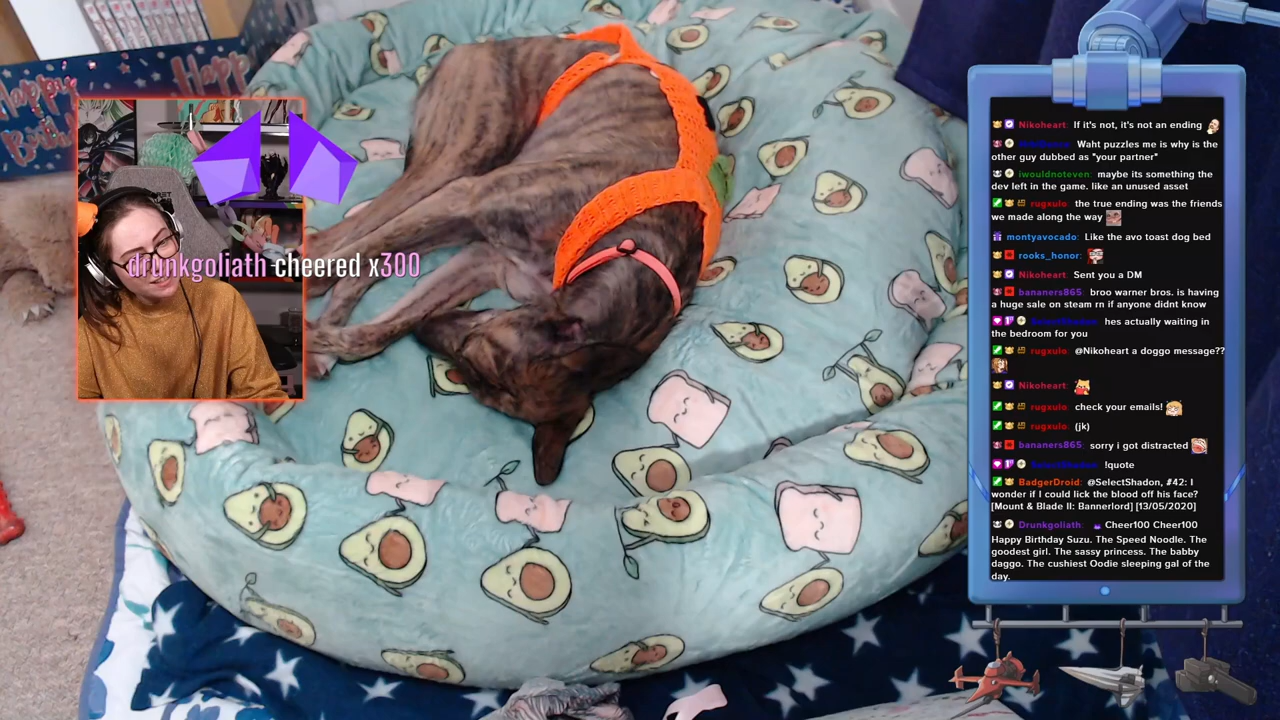 Happy
Birth
Happ
drunkgoliath cheered x300
Nikoheart: If it's not, it's not an ending
Waht puzzles me is why is the
other guy dubbed as "your partner"
iwouldnoteven: maybe its something the
dev left in the game. like an unused asset
rugxulo: the true ending was the friends
we made along the way
montyavocado: Like the avo toast dog bed
rooks_honor:
Nikoheart: Sent you a DM
bananers865: broo warner bros. is having
a huge sale on steam rn if anyone didnt know
SelectShadon: hes actually waiting in
the bedroom for you
rugxulo: @Nikoheart a doggo message??
Nikoheart:
rugxulo: check your emails!
rugxulo: (jk)
bananers865: sorry i got distracted
SelectShadon: !quote
BadgerDroid: @SelectShadon, #42: I
wonder if I could lick the blood off his face?
[Mount & Blade II: Bannerlord] [13/05/2020]
Drunkgoliath: Cheer100 Cheer100
Happy Birthday Suzu. The Speed Noodle. The
goodest girl. The sassy princess. The babby
daggo. The cushiest Oodie sleeping gal of the
day.